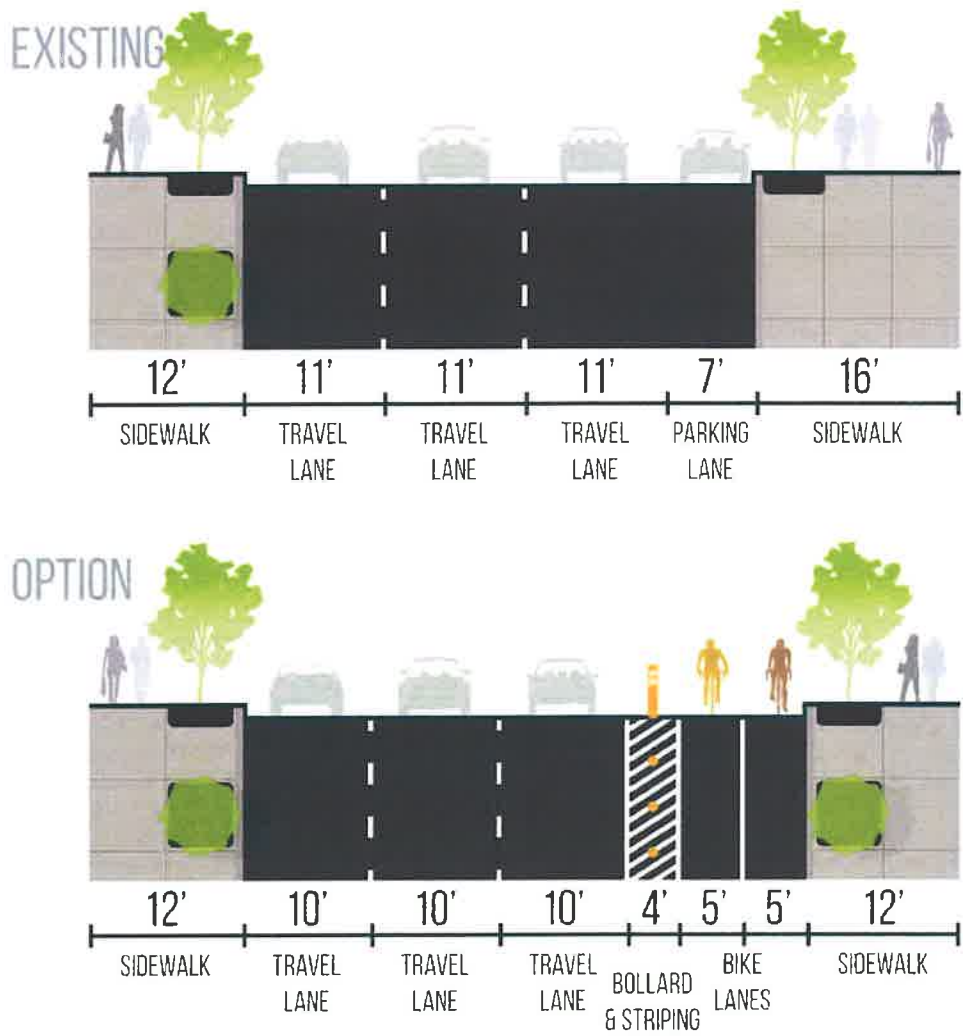 EXISTING
12' 11' 11' 11' 7' 16'
SIDEWALK TRAVEL LANE TRAVEL LANE TRAVEL LANE PARKING LANE SIDEWALK
OPTION
12' 10' 10' 10' 4' 5' 5' 12'
SIDEWALK TRAVEL LANE TRAVEL LANE TRAVEL LANE BOLLARD & STRIPING BIKE LANES SIDEWALK